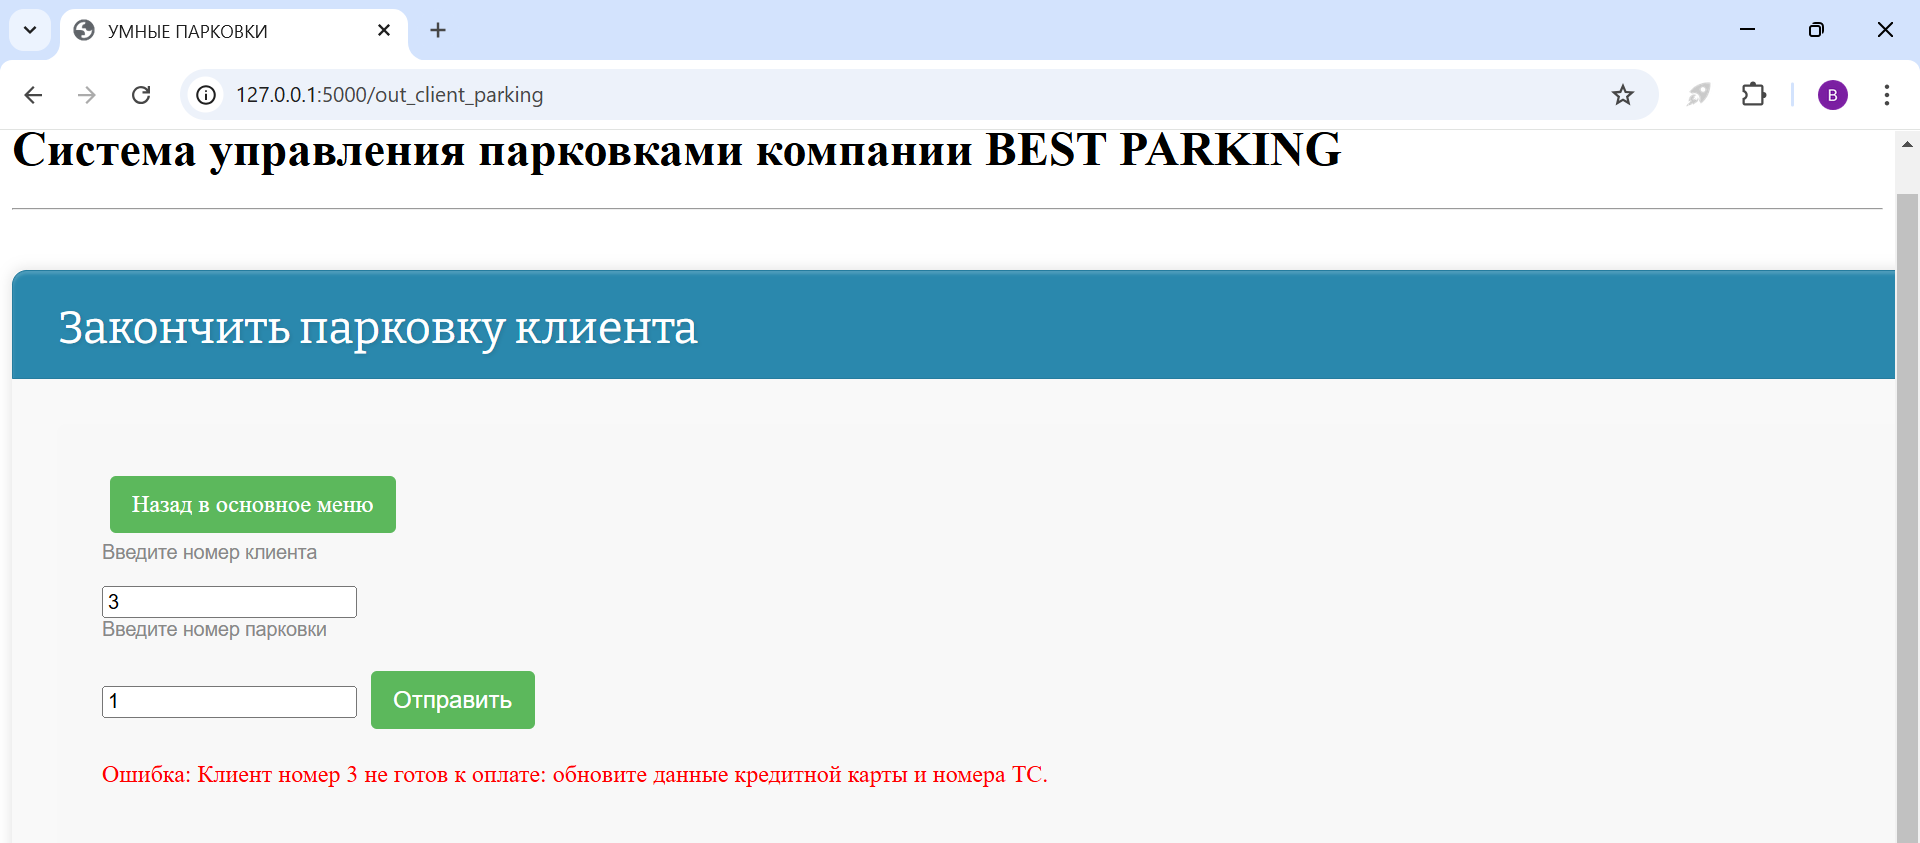 УМНЫЕ ПАРКОВКИ
127.0.0.1:5000/out_client_parking
B
Система управления парковками компании BEST PARKING
Закончить парковку клиента
Назад в основное меню
Введите номер клиента
3
Введите номер парковки
1 Отправить
Ошибка: Клиент номер 3 не готов к оплате: обновите данные кредитной карты и номера ТС.